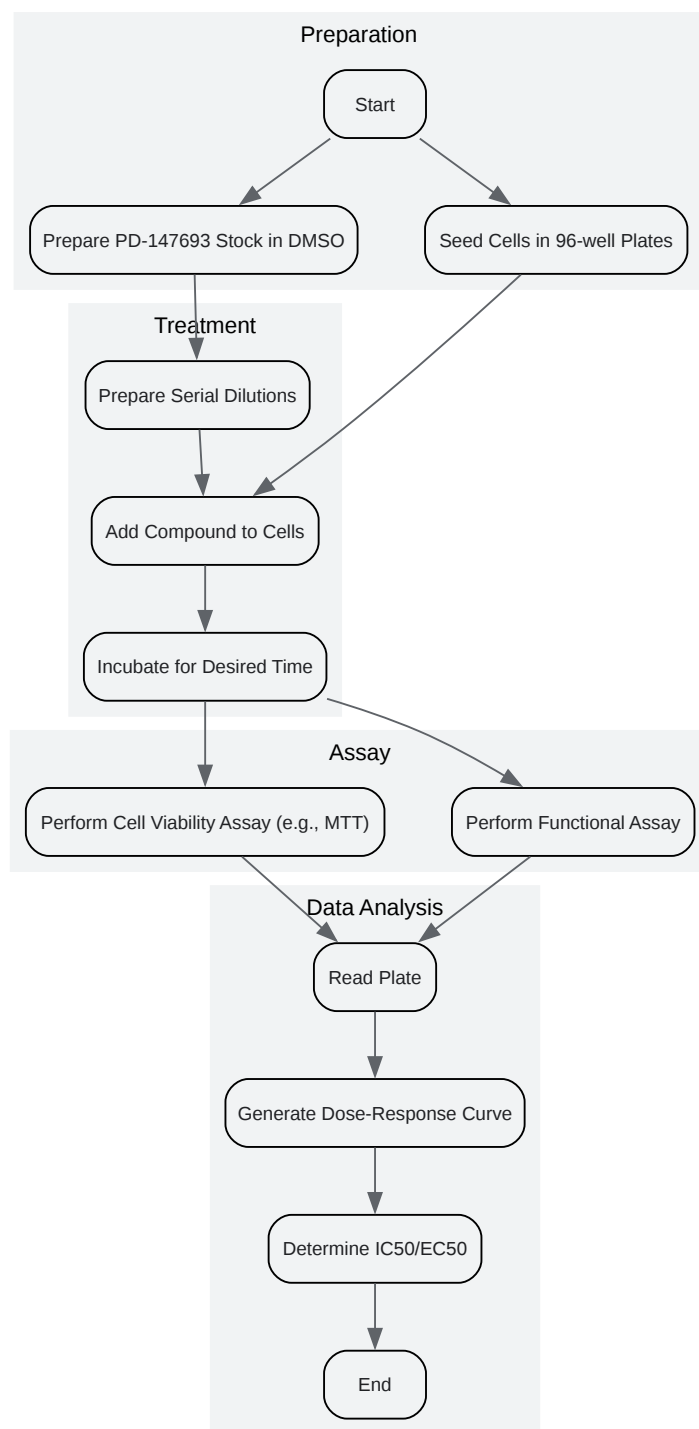 Preparation
Start
Prepare PD-147693 Stock in DMSO
Seed Cells in 96-well Plates
Treatment
Prepare Serial Dilutions
Add Compound to Cells
Incubate for Desired Time
Assay
Perform Cell Viability Assay (e.g., MTT)
Perform Functional Assay
Data Analysis
Read Plate
Generate Dose-Response Curve
Determine IC50/EC50
End